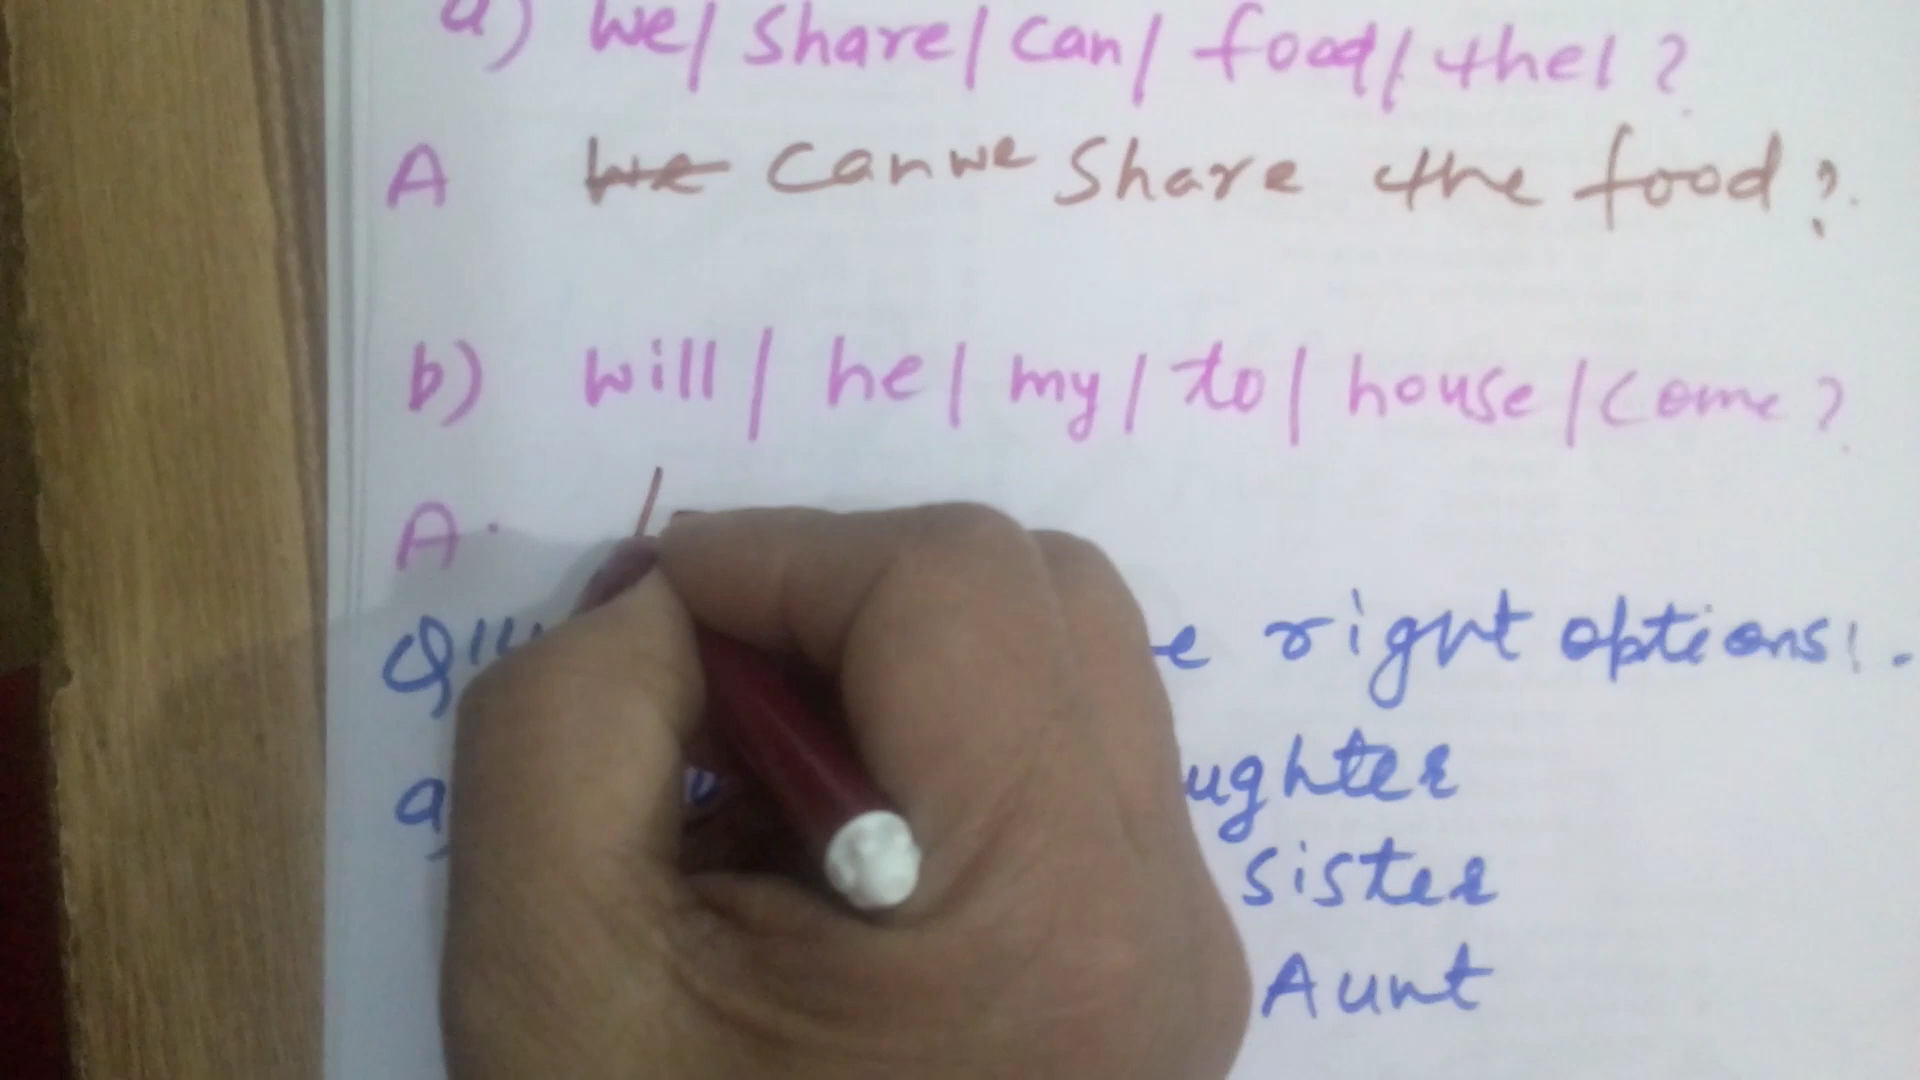 a) we/ share/ can/ food/ the/ ?
A we can we share the food?
b) will/ he/ my/ to/ house/ come?
A.
right options:.
a)
sister
Aunt